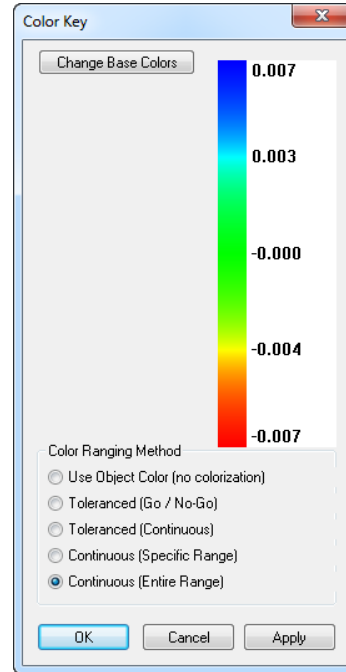 Color Key
Change Base Colors
0.007
0.003
-0.000
-0.004
-0.007
Color Ranging Method
Use Object Color (no colorization)
Toleranced (Go / No-Go)
Toleranced (Continuous)
Continuous (Specific Range)
Continuous (Entire Range)
OK Cancel Apply